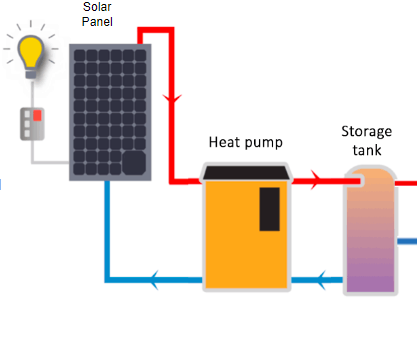 Solar
Panel
Heat pump
Storage
tank